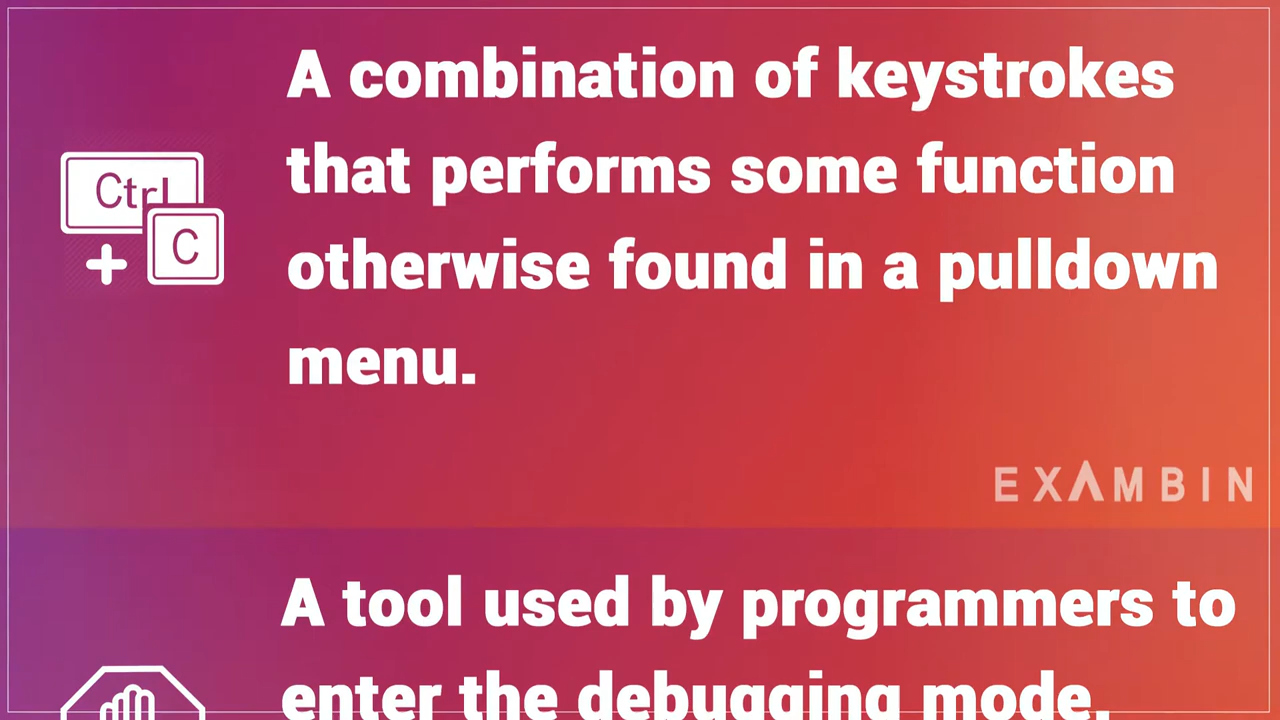 Ctrl
+
C
A combination of keystrokes
that performs some function
otherwise found in a pulldown
menu.
EXAMBIN
A tool used by programmers to
enter the debugging mode.